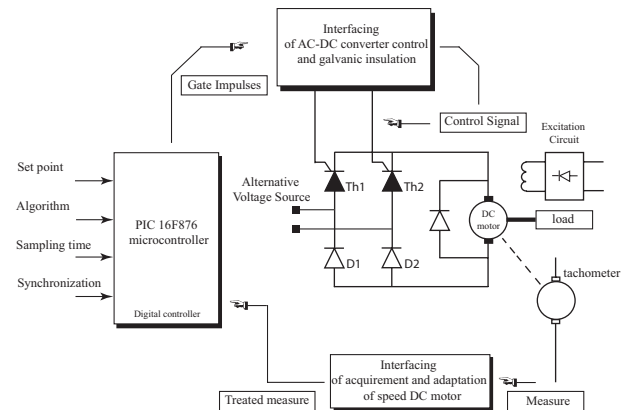 Interfacing
of AC-DC converter control
and galvanic insulation
Gate Impulses
Control Signal
Excitation
Circuit
Set point
Algorithm
Sampling time
Synchronization
PIC 16F876
microcontroller
Digital controller
Alternative
Voltage Source
Th1
Th2
D1
D2
DC
motor
load
tachometer
Interfacing
of acquirement and adaptation
of speed DC motor
Treated measure
Measure